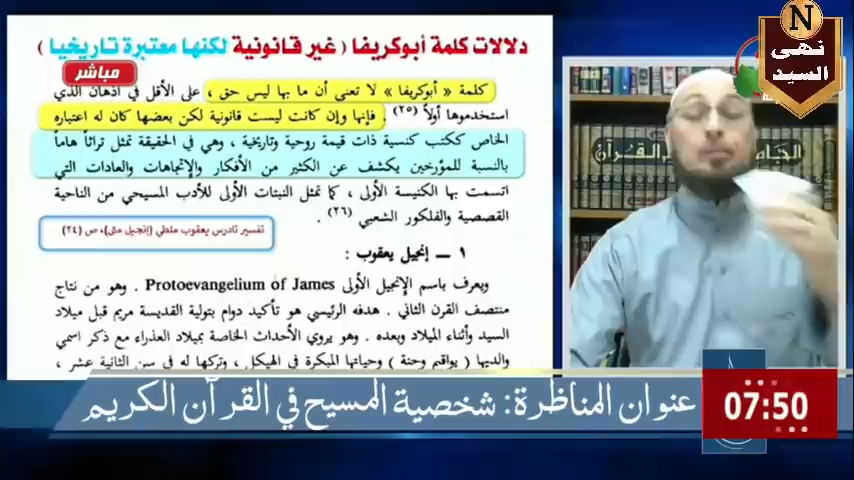 دلالات كلمة أبوكريفا ( غير قانونية لكنها معتبرة تاريخيا )
مباشر
كلمة « أبوكريفا » لا تعنى أن ما بها ليس حق ، على الأقل في أذهان الذي
استخدموها أولاً (٢٥) . فإنها وإن كانت ليست قانونية لكن بعضها كان له اعتباره
الخاص ككتب كنسية ذات قيمة روحية وتاريخية ، وهي في الحقيقة تمثل تراثاً هاماً
بالنسبة للمؤرخين يكشف عن الكثير من الأفكار والإتجاهات والعادات التي
اتسمت بها الكنيسة الأولى ، كما تمثل النبتات الأولى للأدب المسيحي من الناحية
القصصية والفلكلور الشعبي (٢٦) .
تفسير تادرس يعقوب ملطي (إنجيل متى)، ص (٢٤)
١ ــ إنجيل يعقوب :
ويعرف باسم الإنجيل الأولى Protoevangelium of James . وهو من نتاج
منتصف القرن الثاني . هدفه الرئيسي هو تأكيد دوام بتولية القديسة مريم قبل ميلاد
السيد وأثناء الميلاد وبعده . وهو يروي الأحداث الخاصة بميلاد العذراء مع ذكر اسمي
والديها (يواقيم وحنة) وحياتها المبكرة في الهيكل ، وتركها له في سن الثانية عشر ،
N
نهى
السيد
القرآن
عنوان المناظرة: شخصية المسيح في القرآن الكريم
07:50